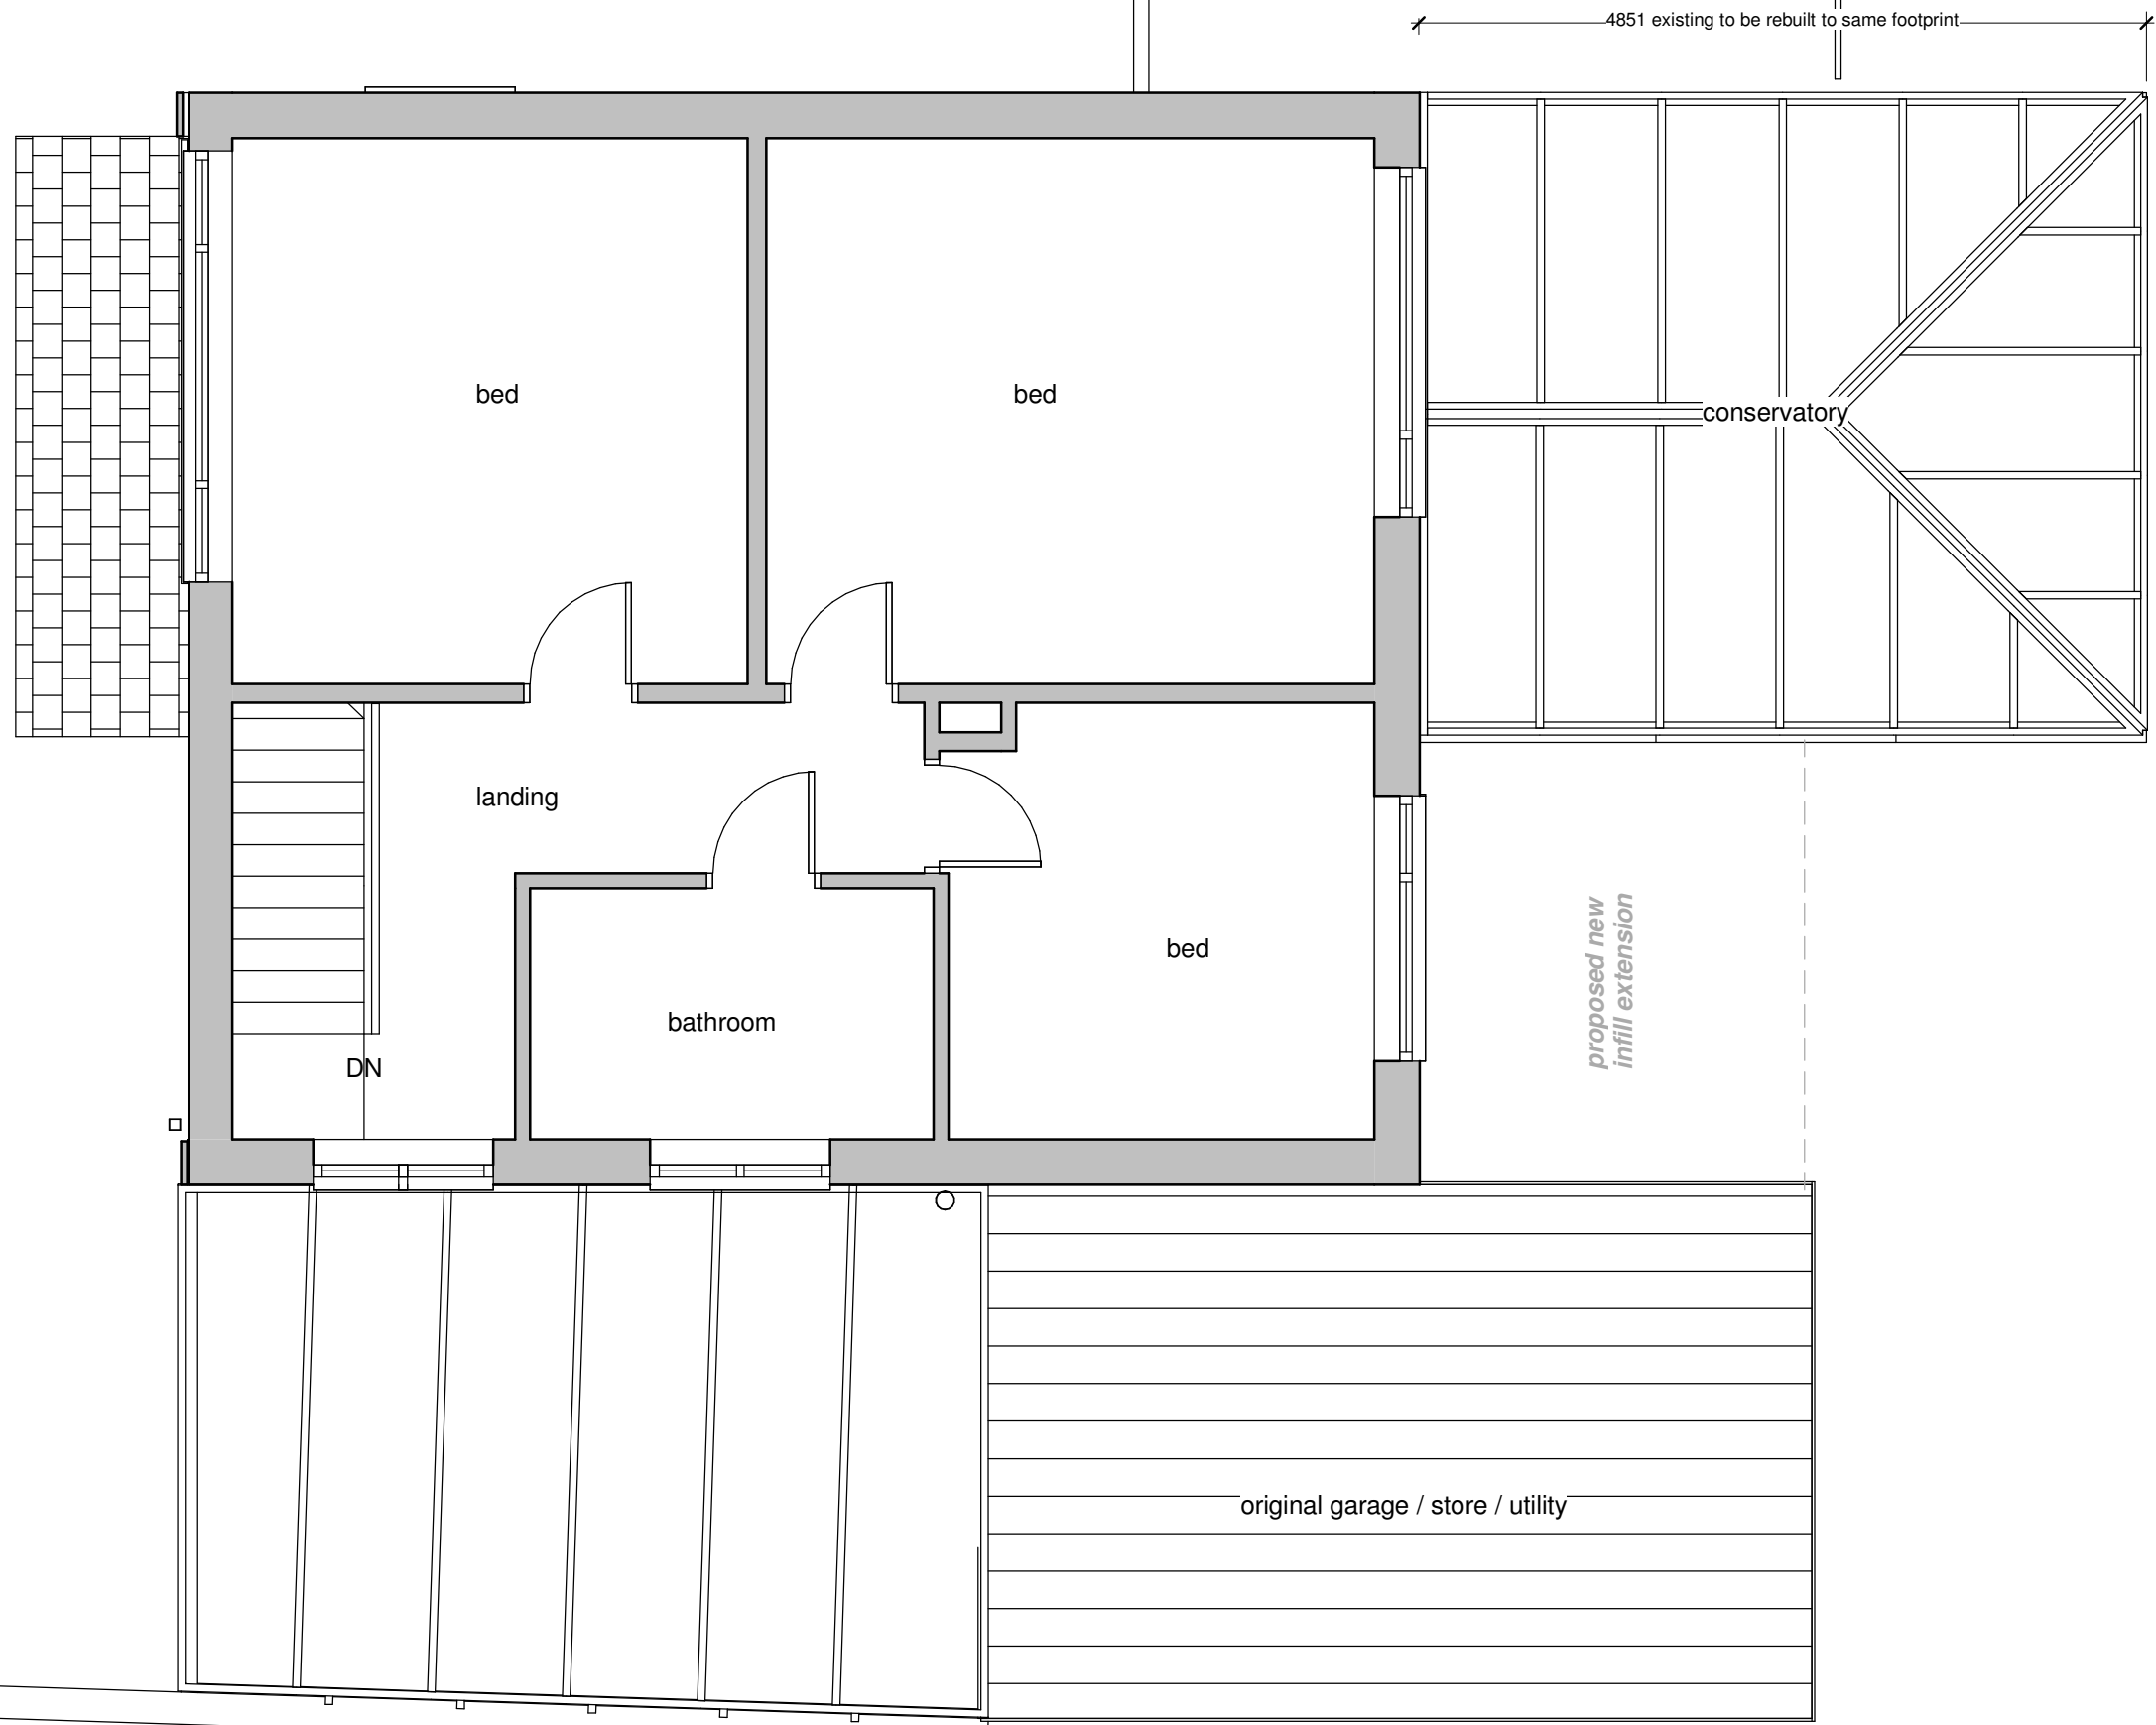 4851 existing to be rebuilt to same footprint
bed
bed
conservatory
landing
bed
proposed new
infill extension
bathroom
DN
original garage / store / utility